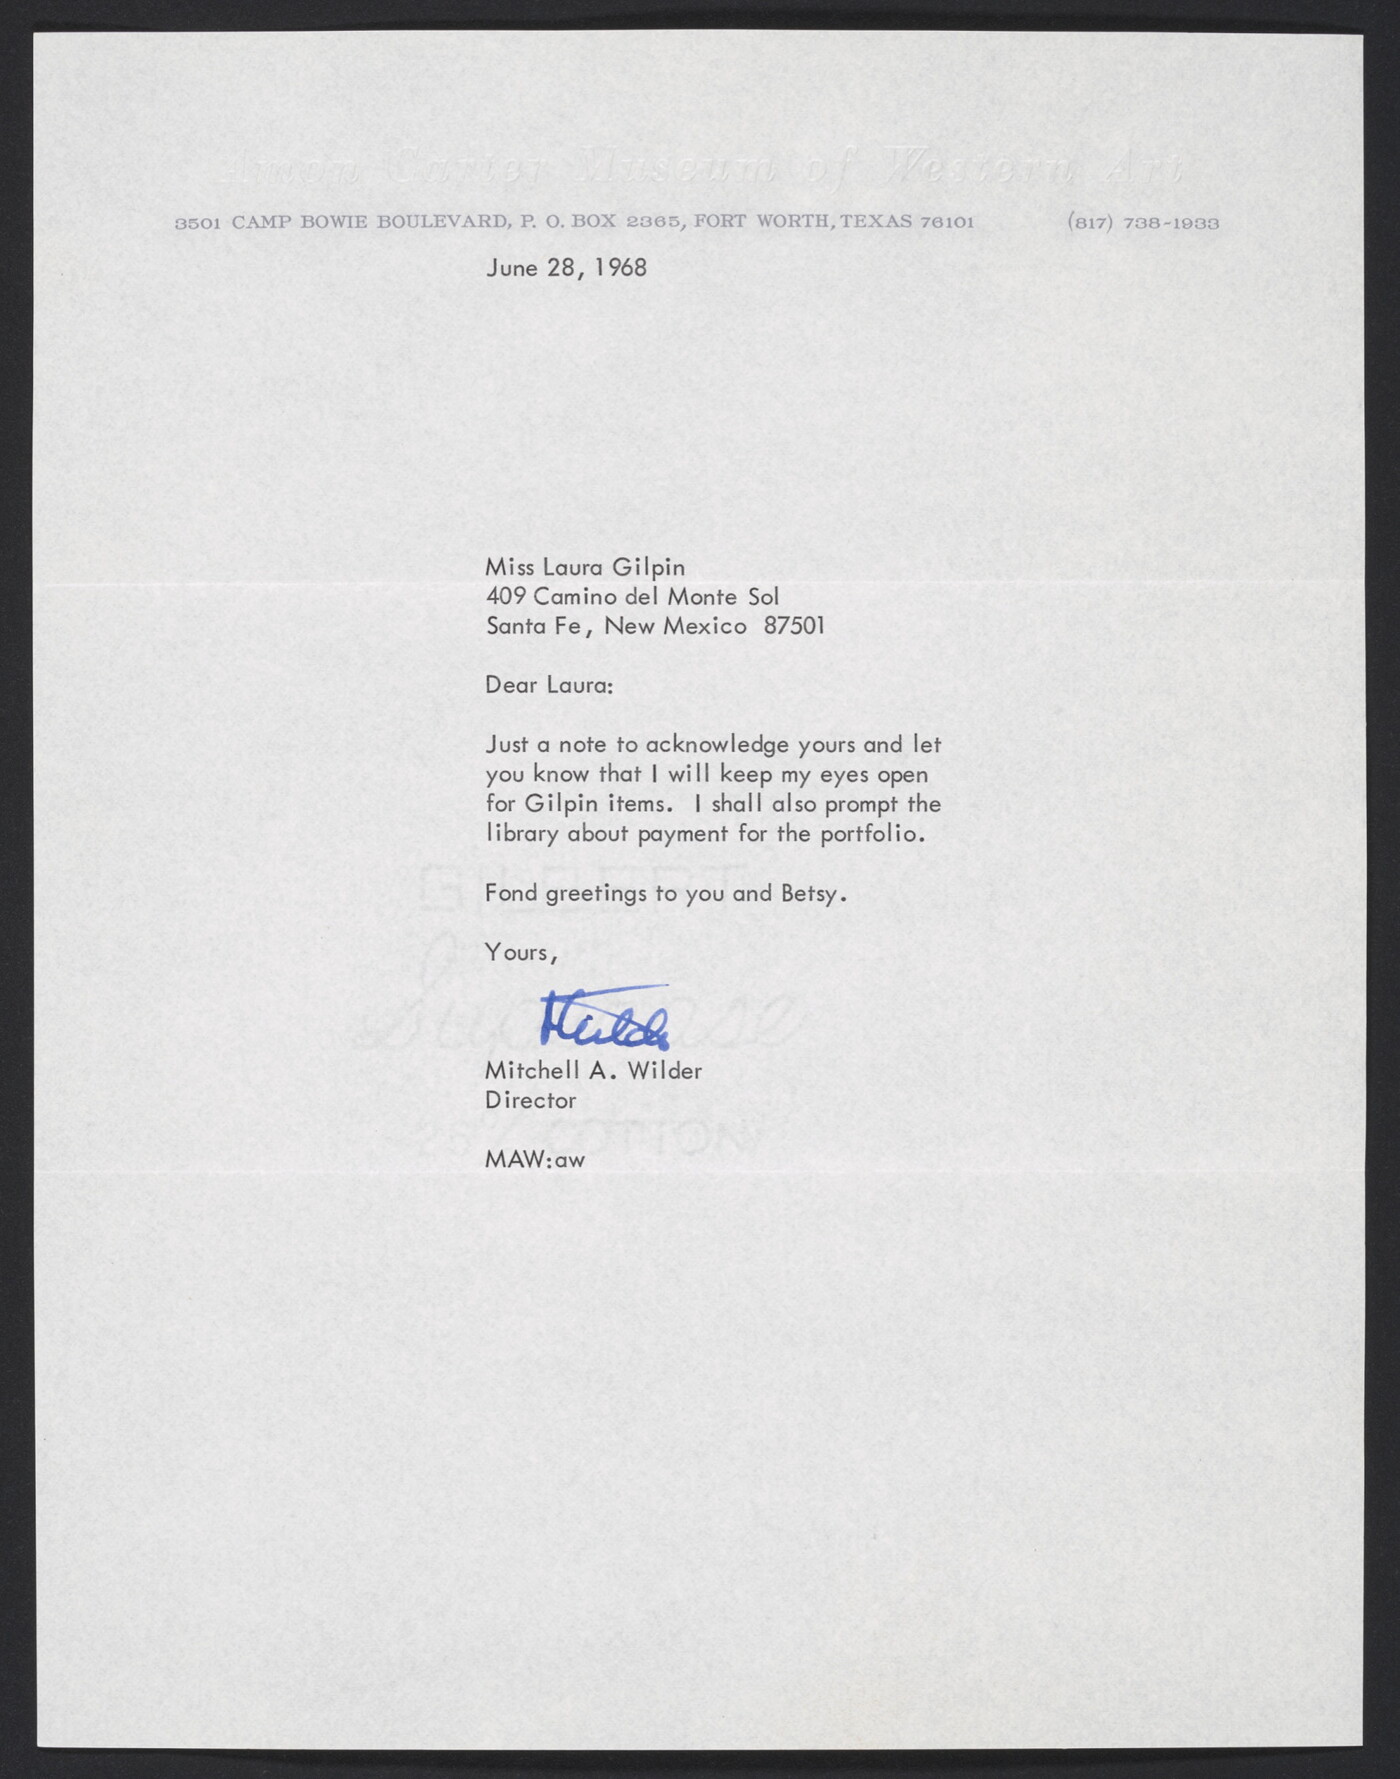 Amon Carter Museum of Western Art
3501 CAMP BOWIE BOULEVARD, P. O. BOX 2365, FORT WORTH, TEXAS 76101 (817) 738-1933
June 28, 1968
Miss Laura Gilpin
409 Camino del Monte Sol
Santa Fe, New Mexico  87501
Dear Laura:
Just a note to acknowledge yours and let
you know that I will keep my eyes open
for Gilpin items.  I shall also prompt the
library about payment for the portfolio.
Fond greetings to you and Betsy.
Yours,
Mitchell A. Wilder
Director
COTTON
MAW:aw